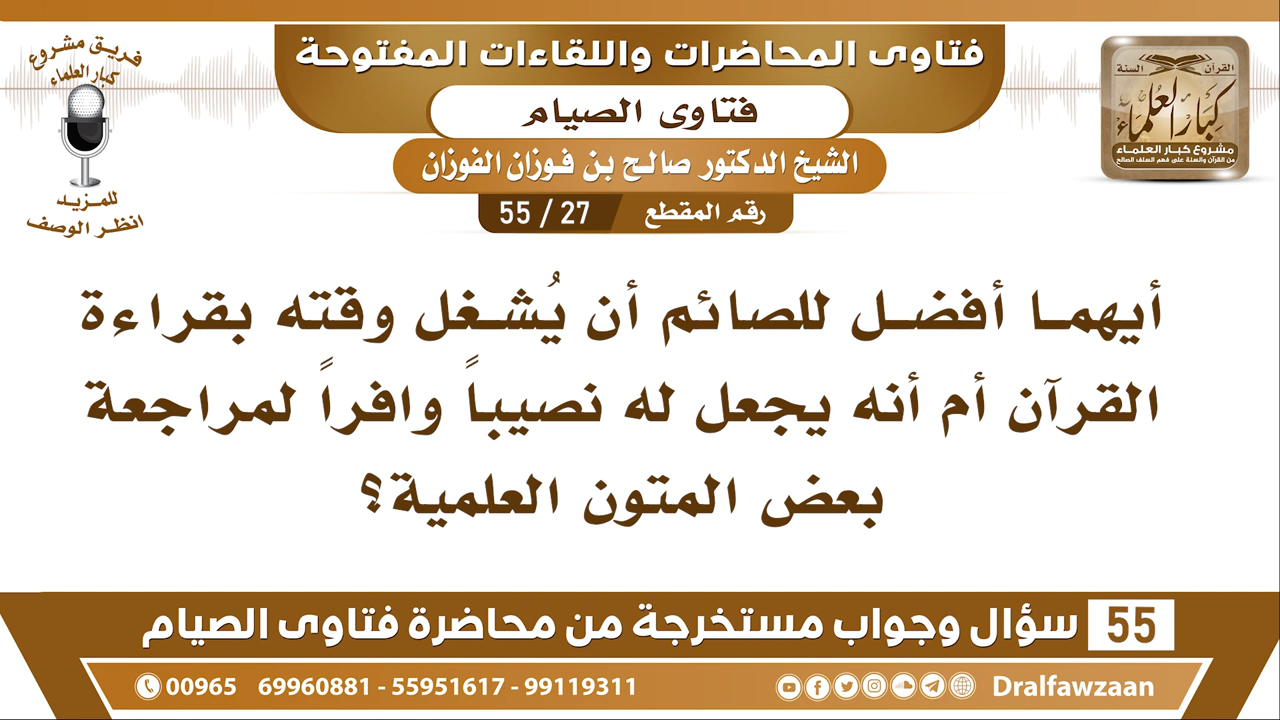 فتاوى المحاضرات واللقاءات المفتوحة
فتاوى الصيام
الشيخ الدكتور صالح بن فوزان الفوزان
رقم المقطع 27 / 55
فريق مشروع
كبار العلماء
للمزيد
انظر الوصف
القرآن السنة
كبار العلماء
مشروع كبار العلماء
من القرآن والسنة على فهم السلف الصالح
أيهما أفضل للصائم أن يُشغل وقته بقراءة
القرآن أم أنه يجعل له نصيباً وافراً لمراجعة
بعض المتون العلمية؟
55 سؤال وجواب مستخرجة من محاضرة فتاوى الصيام
00965 69960881 - 55951617 - 99119311
Dralfawzaan